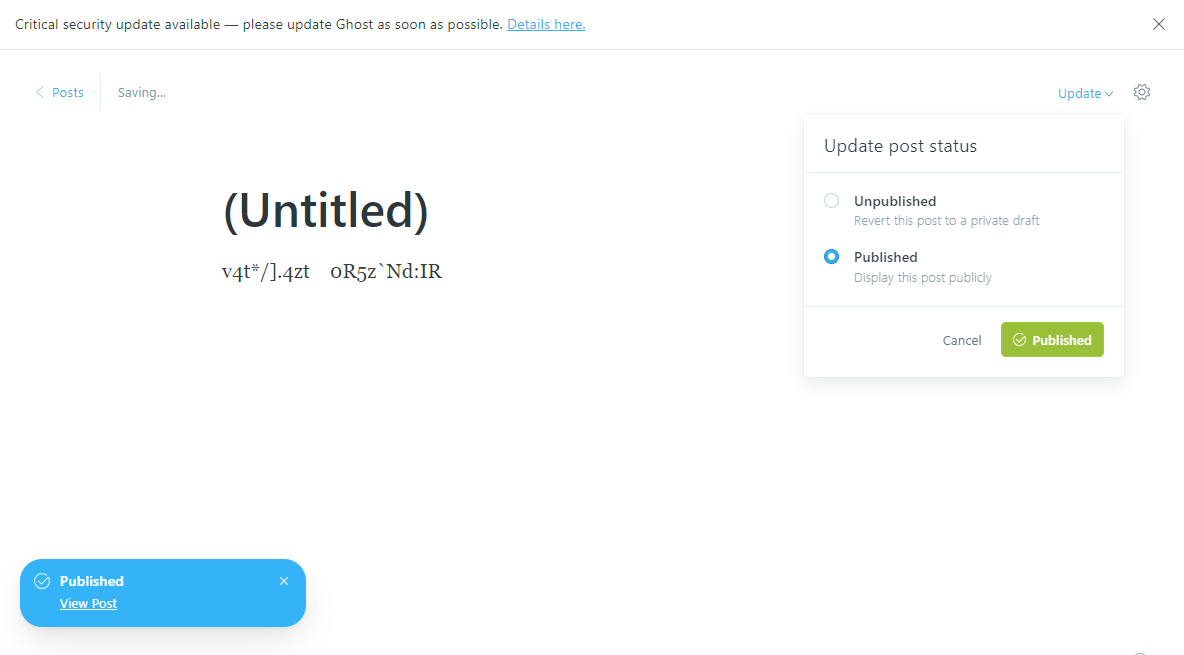 Critical security update available — please update Ghost as soon as possible. Details here.
Posts
Saving...
Update
Update post status
Unpublished
Revert this post to a private draft
Published
Display this post publicly
Cancel
Published
(Untitled)
v4t*/].4zt 0R5z`Nd:IR
Published
View Post